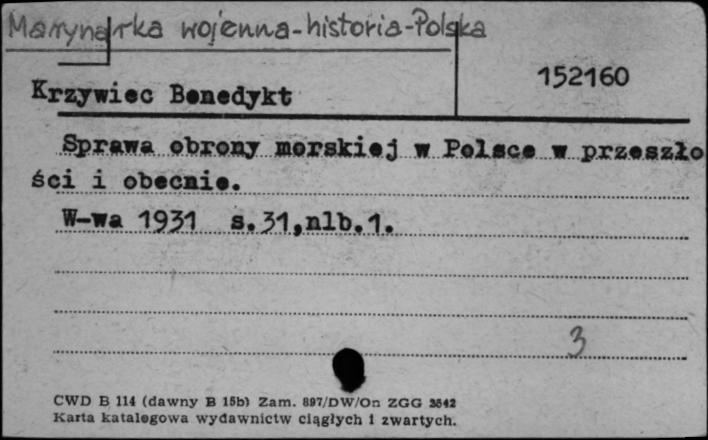 Marynarka wojenna-historia-Polska
152160
Krzywiec Benedykt
Sprawa obrony morskiej w Polsce w przeszło
ści i obecnie.
W-wa 1931 s.31,nlb.1.
3
CWD B 114 (dawny B 15b) Zam. 897/DW/On ZGG 3542
Karta katalogowa wydawnictw ciągłych i zwartych.